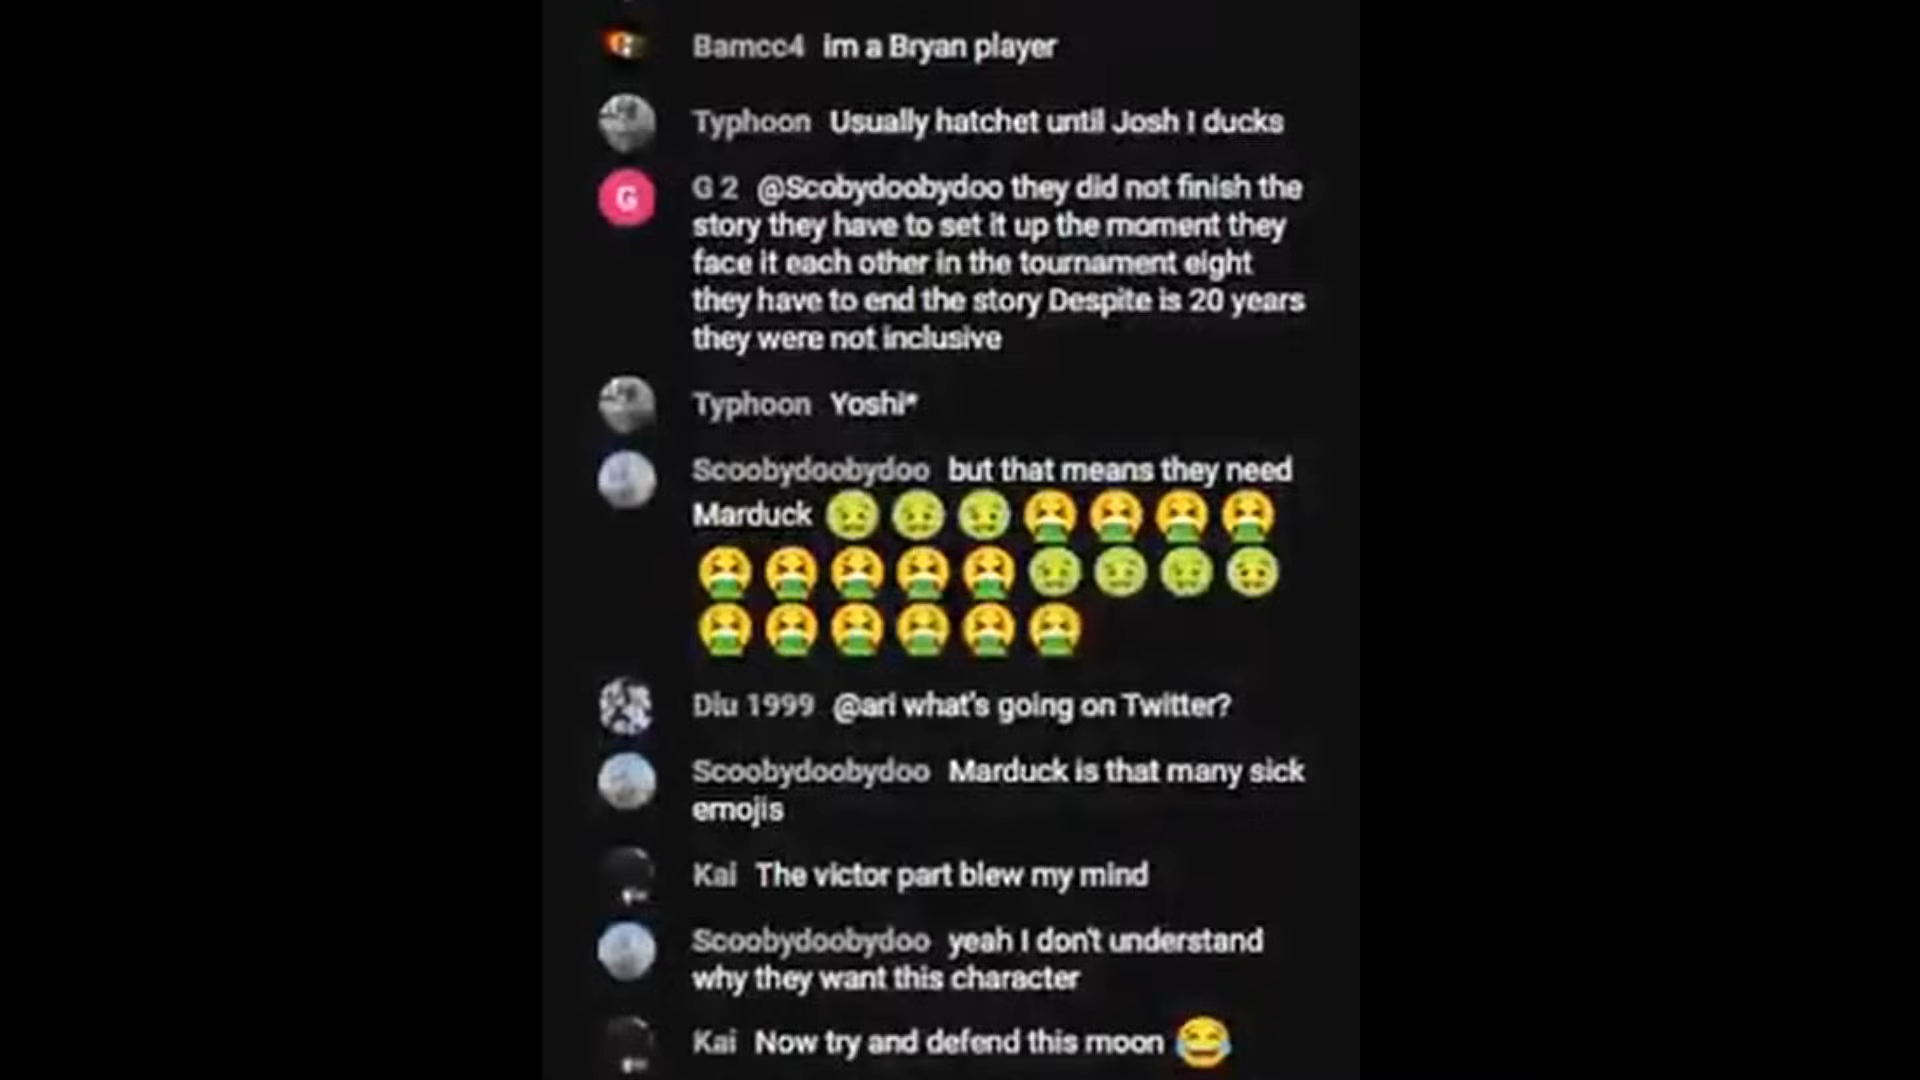 Bamcc4 im a Bryan player
Typhoon Usually hatchet until Josh I ducks
G
G 2 @Scobydoobydoo they did not finish the
story they have to set it up the moment they
face it each other in the tournament eight
they have to end the story Despite is 20 years
they were not inclusive
Typhoon Yoshi*
Scoobydoobydoo but that means they need
Marduck 🤢🤢🤢🤮🤮🤮🤮
🤮🤮🤮🤮🤮🤢🤢🤢🤢
🤮🤮🤮🤮🤮🤮
Diu 1999 @ari what's going on Twitter?
Scoobydoobydoo Marduck is that many sick
emojis
Kai The victor part blew my mind
Scoobydoobydoo yeah I don't understand
why they want this character
Kai Now try and defend this moon 😂